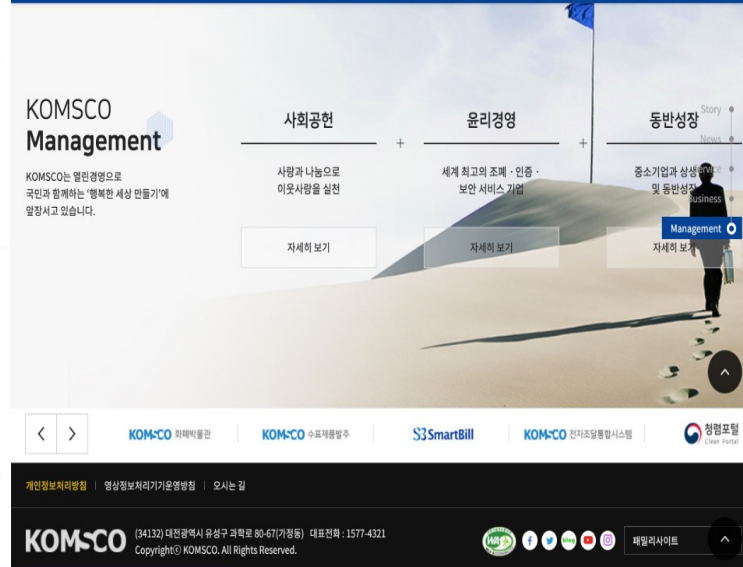 KOMSCO
Management
KOMSCO는 열린경영으로
국민과 함께하는 '행복한 세상 만들기'에
앞장서고 있습니다.
사회공헌
사랑과 나눔으로
이웃사랑을 실천
자세히 보기
+
윤리경영
세계 최고의 조폐 · 인증 ·
보안 서비스 기업
자세히 보기
+
동반성장
중소기업과 상생
및 동반성장
자세히 보기
Story
News
Service
Business
Management
KOMSCO 화폐박물관
KOMSCO 수표제품발주
SmartBill
KOMSCO 전자조달통합시스템
청렴포털
Clean Portal
개인정보처리방침 | 영상정보처리기기운영방침 | 오시는 길
KOMSCO
(34132) 대전광역시 유성구 과학로 80-67(가정동) 대표전화 : 1577-4321
Copyrightⓒ KOMSCO. All Rights Reserved.
blog
패밀리사이트